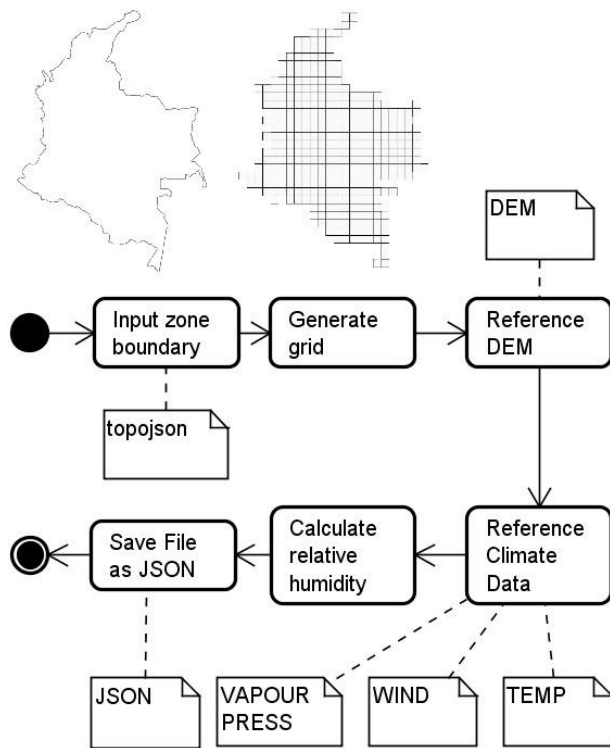 DEM
Input zone
boundary
Generate
grid
Reference
DEM
topojson
Save File
as JSON
Calculate
relative
humidity
Reference
Climate
Data
JSON
VAPOUR
PRESS
WIND
TEMP